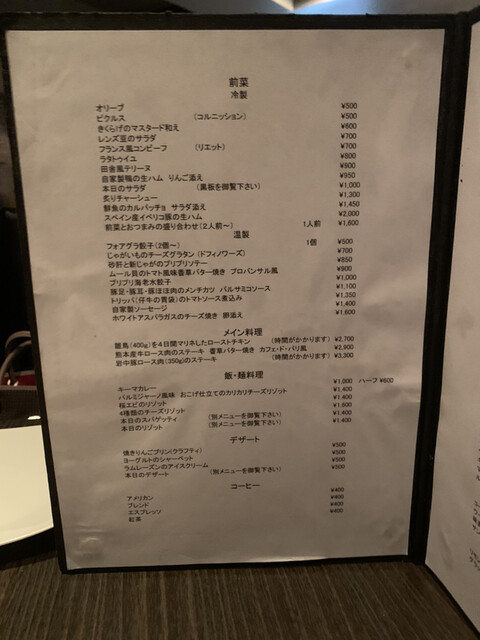 前菜
冷製
オリーブ ¥500
ピクルス (コルニッション) ¥500
きくらげのマスタード和え ¥600
レンズ豆のサラダ ¥700
フランス風コンビーフ (リエット) ¥700
ラタトゥイユ ¥800
田舎風テリーヌ ¥900
自家製鴨の生ハム りんご添え ¥950
本日のサラダ (黒板を御覧下さい) ¥1,000
炙りチャーシュー ¥1,300
鮮魚のカルパッチョ サラダ添え ¥1,450
スペイン産イベリコ豚の生ハム ¥2,000
前菜とおつまみの盛り合わせ(2人前〜) 1人前 ¥1,800
温製
フォアグラ餃子(2個〜) 1個 ¥500
じゃがいものチーズグラタン(ドフィノワーズ) ¥700
砂肝と新じゃがのプリプリソテー ¥850
ムール貝のトマト風味香草バター焼き プロバンサル風 ¥900
プリプリ海老水餃子 ¥1,000
豚足・豚耳・豚ほほ肉のメンチカツ バルサミコソース ¥1,100
トリッパ(仔牛の胃袋)のトマトソース煮込み ¥1,350
自家製ソーセージ ¥1,400
ホワイトアスパラガスのチーズ焼き 卵添え ¥1,600
メイン料理
雛鳥(400g)を4日間マリネしたローストチキン (時間がかかります) ¥2,700
熊本産牛ロース肉のステーキ 香草バター焼き カフェ・ド・パリ風 ¥2,900
岩中豚ロース肉(350g)のステーキ (時間がかかります) ¥3,300
飯・麺料理
キーマカレー ¥1,000 ハーフ ¥600
パルミジャーノ風味 おこげ仕立てのカリカリチーズリゾット ¥1,400
桜エビのリゾット ¥1,400
4種類のチーズリゾット ¥1,600
本日のスパゲッティ (別メニューを御覧下さい) ¥1,400
本日のリゾット (別メニューを御覧下さい) ¥1,400
デザート
焼きりんごプリン(クラフティ) ¥500
ヨーグルトのシャーベット ¥500
ラムレーズンのアイスクリーム ¥500
本日のデザート (別メニューを御覧下さい) ¥500
コーヒー
アメリカン ¥400
ブレンド ¥400
エスプレッソ ¥400
紅茶